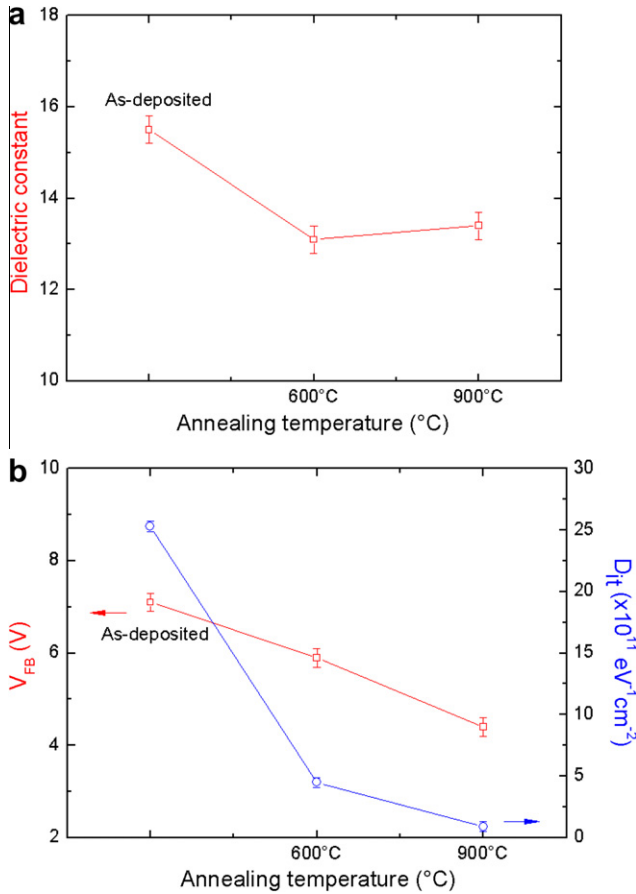 a
18
16
14
12
10
Dielectric constant
As-deposited
600°C
900°C
Annealing temperature (°C)
b
10
8
6
4
2
V_FB (V)
As-deposited
30
25
20
15
10
5
0
D_it (x10^11 eV^-1cm^-2)
600°C
900°C
Annealing temperature (°C)